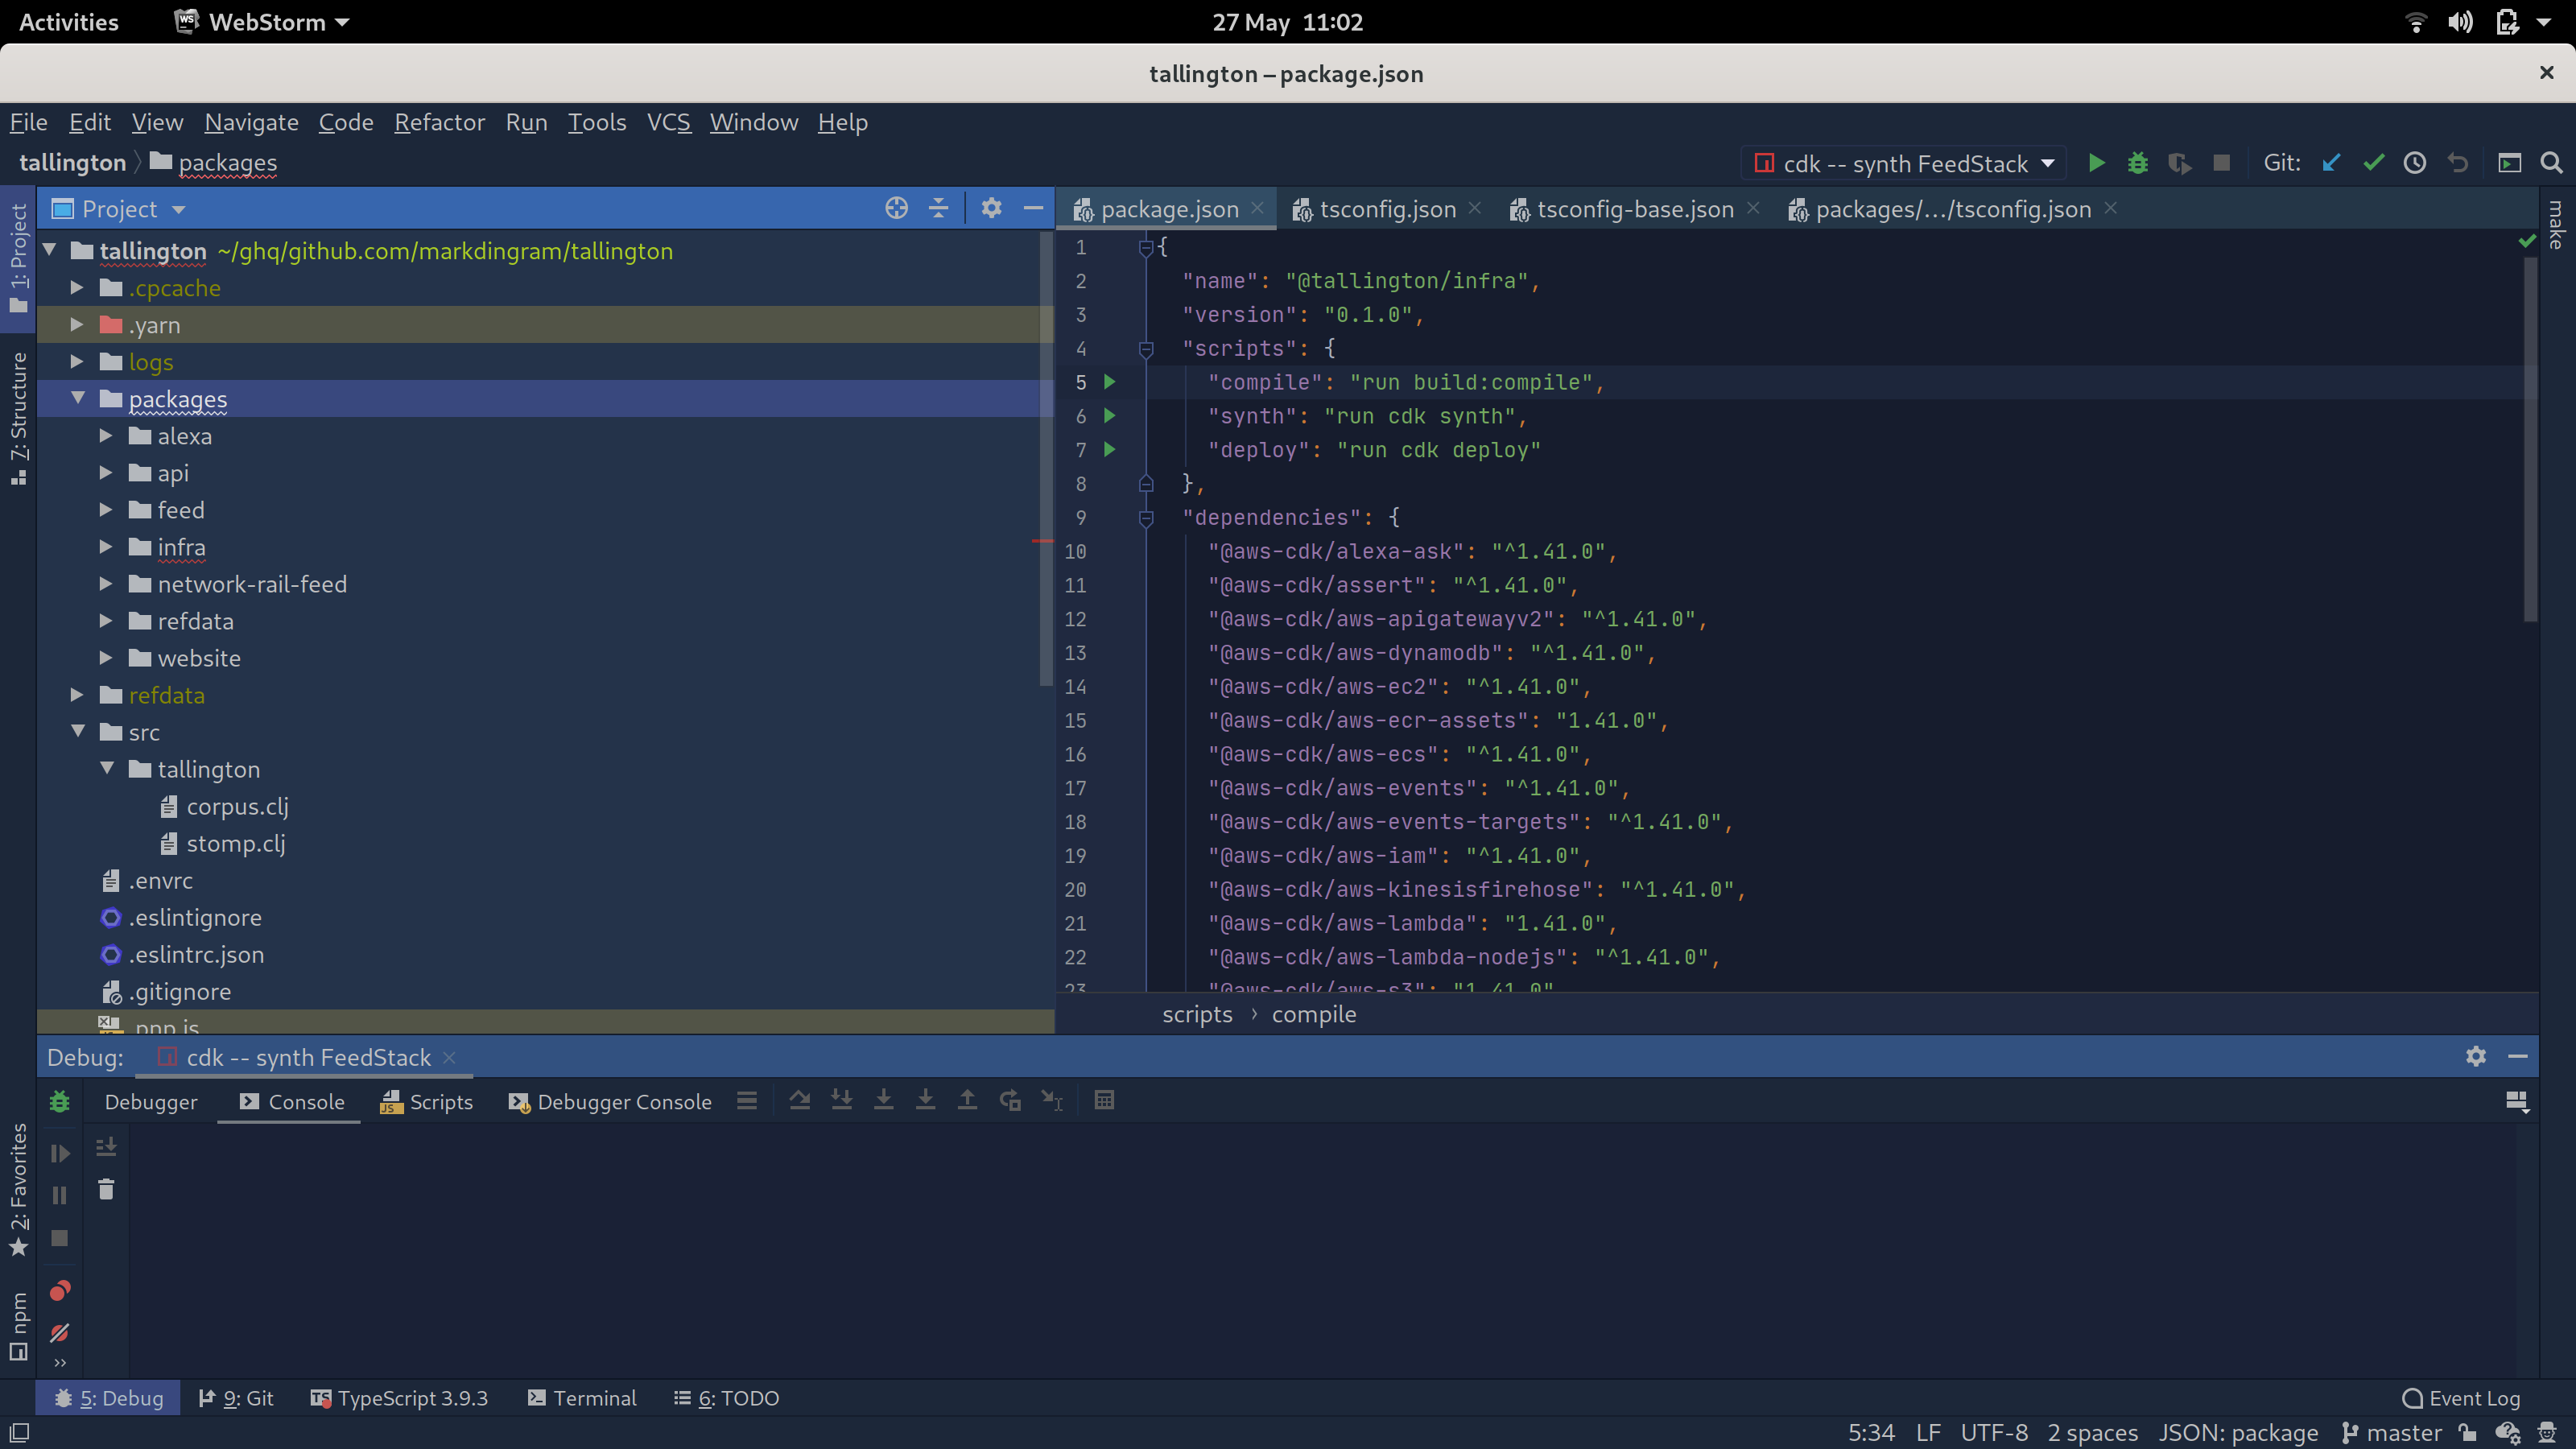 Activities WebStorm 27 May 11:02
tallington – package.json
File Edit View Navigate Code Refactor Run Tools VCS Window Help
tallington packages cdk -- synth FeedStack Git:
1: Project
7: Structure
2: Favorites
npm
Project
tallington ~/ghq/github.com/markdingram/tallington
.cpcache
.yarn
logs
packages
alexa
api
feed
infra
network-rail-feed
refdata
website
refdata
src
tallington
corpus.clj
stomp.clj
.envrc
.eslintignore
.eslintrc.json
.gitignore
.pnp.js
package.json tsconfig.json tsconfig-base.json packages/.../tsconfig.json
make
1 {
2 "name": "@tallington/infra",
3 "version": "0.1.0",
4 "scripts": {
5 "compile": "run build:compile",
6 "synth": "run cdk synth",
7 "deploy": "run cdk deploy"
8 },
9 "dependencies": {
10 "@aws-cdk/alexa-ask": "^1.41.0",
11 "@aws-cdk/assert": "^1.41.0",
12 "@aws-cdk/aws-apigatewayv2": "^1.41.0",
13 "@aws-cdk/aws-dynamodb": "^1.41.0",
14 "@aws-cdk/aws-ec2": "^1.41.0",
15 "@aws-cdk/aws-ecr-assets": "1.41.0",
16 "@aws-cdk/aws-ecs": "^1.41.0",
17 "@aws-cdk/aws-events": "^1.41.0",
18 "@aws-cdk/aws-events-targets": "^1.41.0",
19 "@aws-cdk/aws-iam": "^1.41.0",
20 "@aws-cdk/aws-kinesisfirehose": "^1.41.0",
21 "@aws-cdk/aws-lambda": "1.41.0",
22 "@aws-cdk/aws-lambda-nodejs": "^1.41.0",
23 "@aws-cdk/aws-s3": "1.41.0"
scripts › compile
Debug: cdk -- synth FeedStack
Debugger Console Scripts Debugger Console
5: Debug 9: Git TypeScript 3.9.3 Terminal 6: TODO Event Log
5:34 LF UTF-8 2 spaces JSON: package master